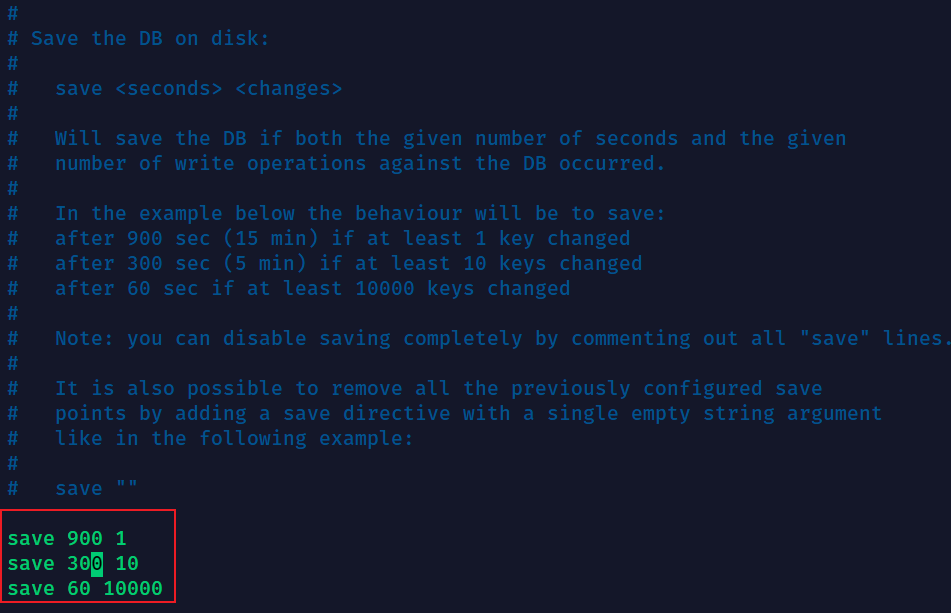 #
# Save the DB on disk:
#
#   save <seconds> <changes>
#
#   Will save the DB if both the given number of seconds and the given
#   number of write operations against the DB occurred.
#
#   In the example below the behaviour will be to save:
#   after 900 sec (15 min) if at least 1 key changed
#   after 300 sec (5 min) if at least 10 keys changed
#   after 60 sec if at least 10000 keys changed
#
#   Note: you can disable saving completely by commenting out all "save" lines.
#
#   It is also possible to remove all the previously configured save
#   points by adding a save directive with a single empty string argument
#   like in the following example:
#
#   save ""
save 900 1
save 300 10
save 60 10000